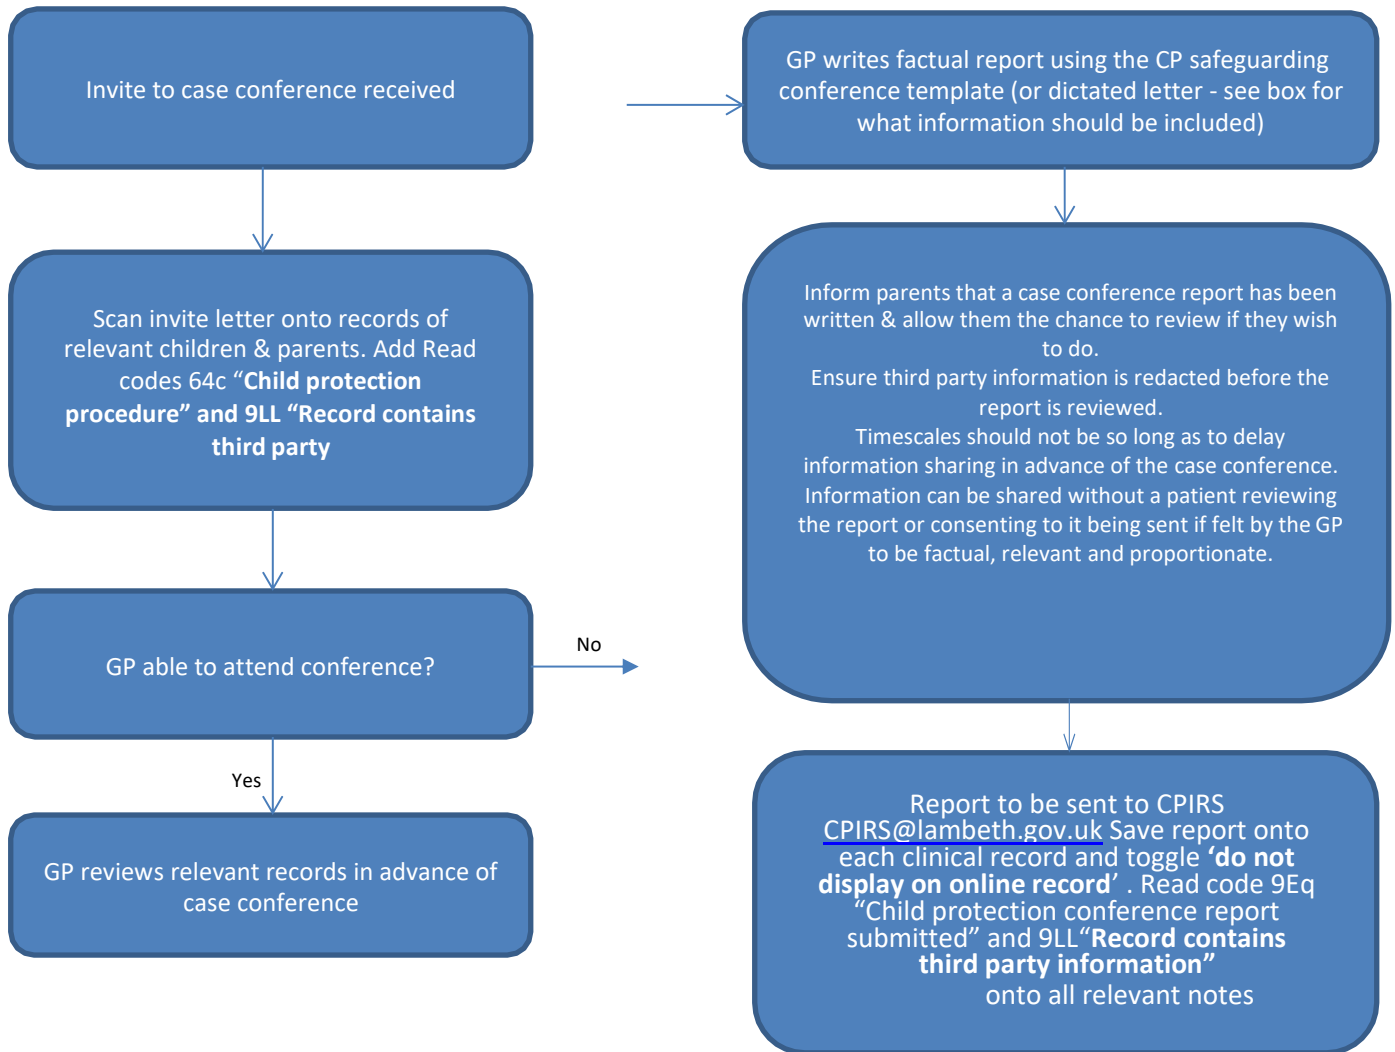 Invite to case conference received
Scan invite letter onto records of
relevant children & parents. Add Read
codes 64c “Child protection
procedure” and 9LL “Record contains
third party
GP able to attend conference?
No
Yes
GP reviews relevant records in advance of
case conference
GP writes factual report using the CP safeguarding
conference template (or dictated letter - see box for
what information should be included)
Inform parents that a case conference report has been
written & allow them the chance to review if they wish
to do.
Ensure third party information is redacted before the
report is reviewed.
Timescales should not be so long as to delay
information sharing in advance of the case conference.
Information can be shared without a patient reviewing
the report or consenting to it being sent if felt by the GP
to be factual, relevant and proportionate.
Report to be sent to CPIRS
CPIRS@lambeth.gov.uk Save report onto
each clinical record and toggle ‘do not
display on online record’ . Read code 9Eq
“Child protection conference report
submitted” and 9LL“Record contains
third party information”
onto all relevant notes